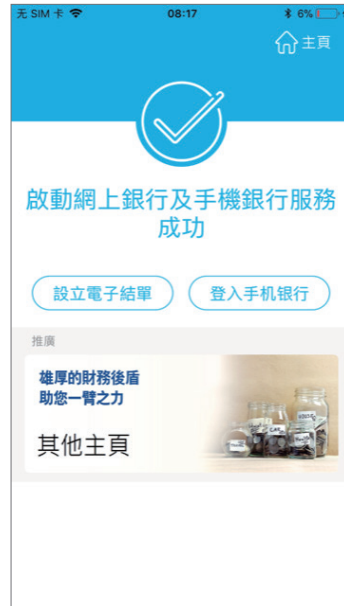 无 SIM 卡 08:17 6%
主頁
啟動網上銀行及手機銀行服務
成功
設立電子結單 登入手机银行
推廣
雄厚的財務後盾
助您一臂之力
其他主頁